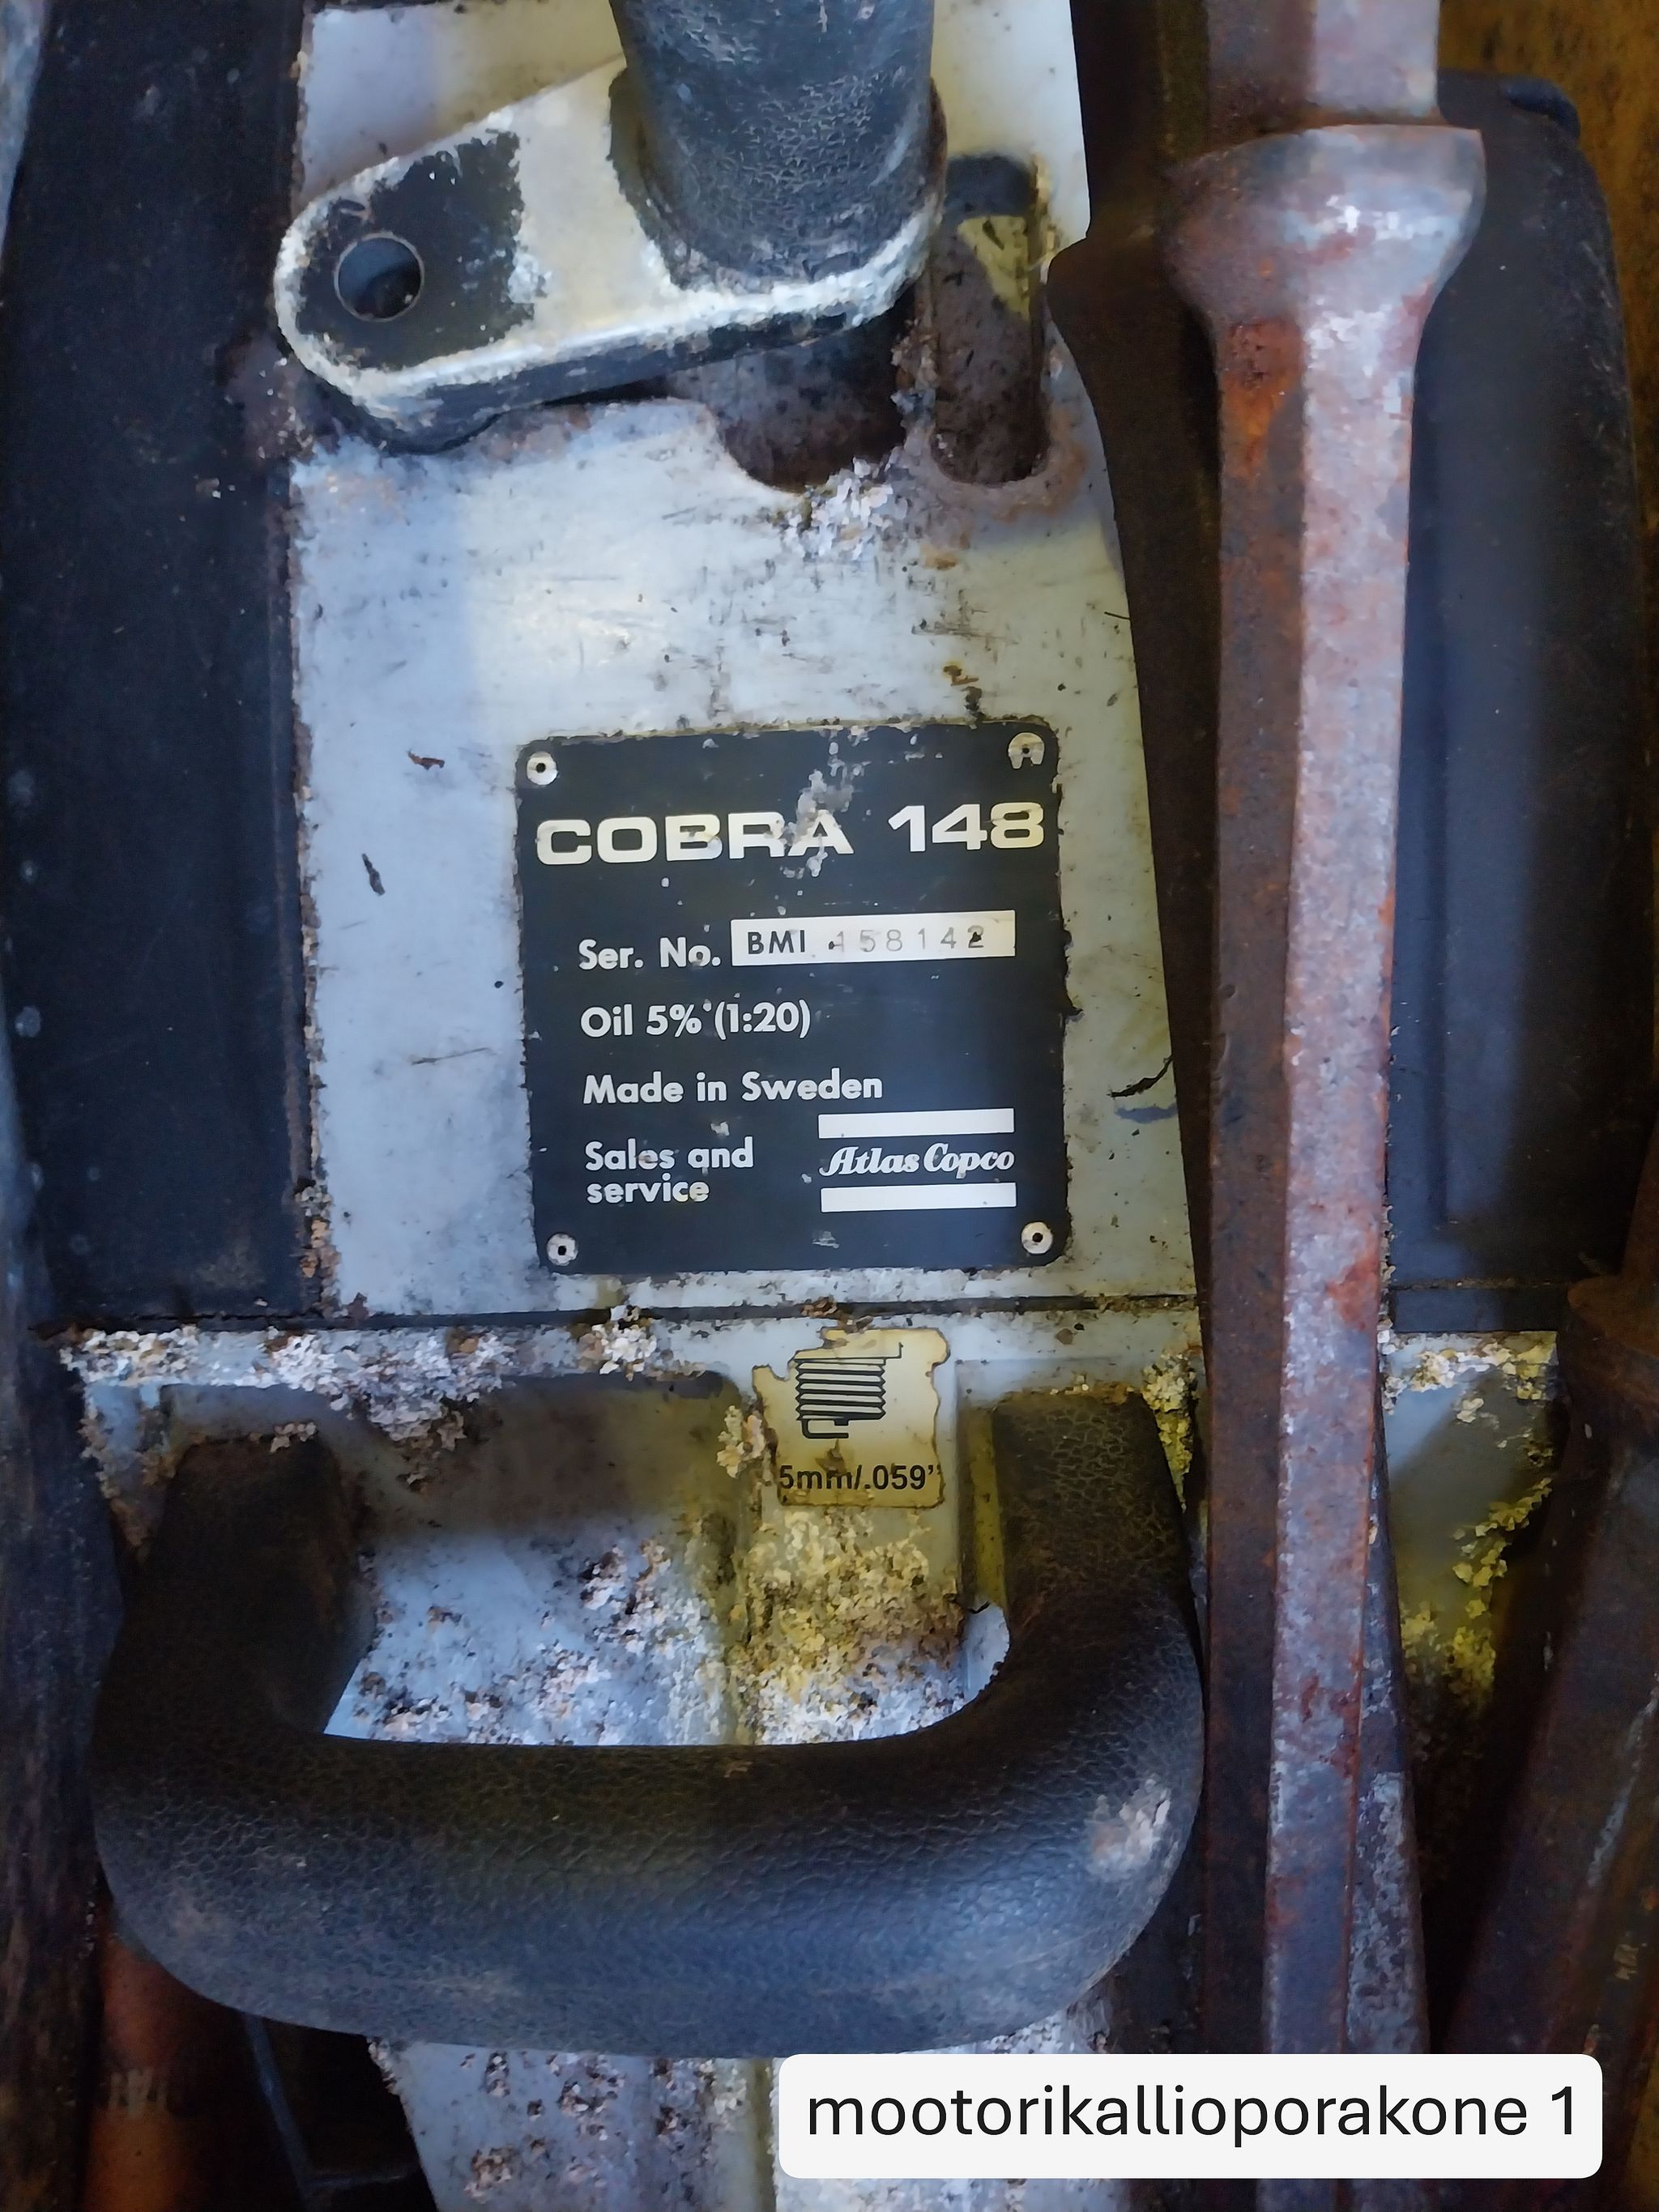 COBRA 148
Ser. No. BMI 158142
Oil 5% (1:20)
Made in Sweden
Sales and
service
Atlas Copco
5mm/.059"
mootorikallioporakone 1